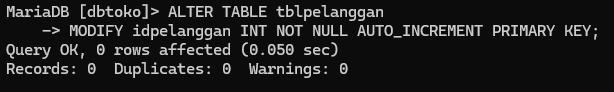 MariaDB [dbtoko]> ALTER TABLE tblpelanggan
    -> MODIFY idpelanggan INT NOT NULL AUTO_INCREMENT PRIMARY KEY;
Query OK, 0 rows affected (0.050 sec)
Records: 0  Duplicates: 0  Warnings: 0